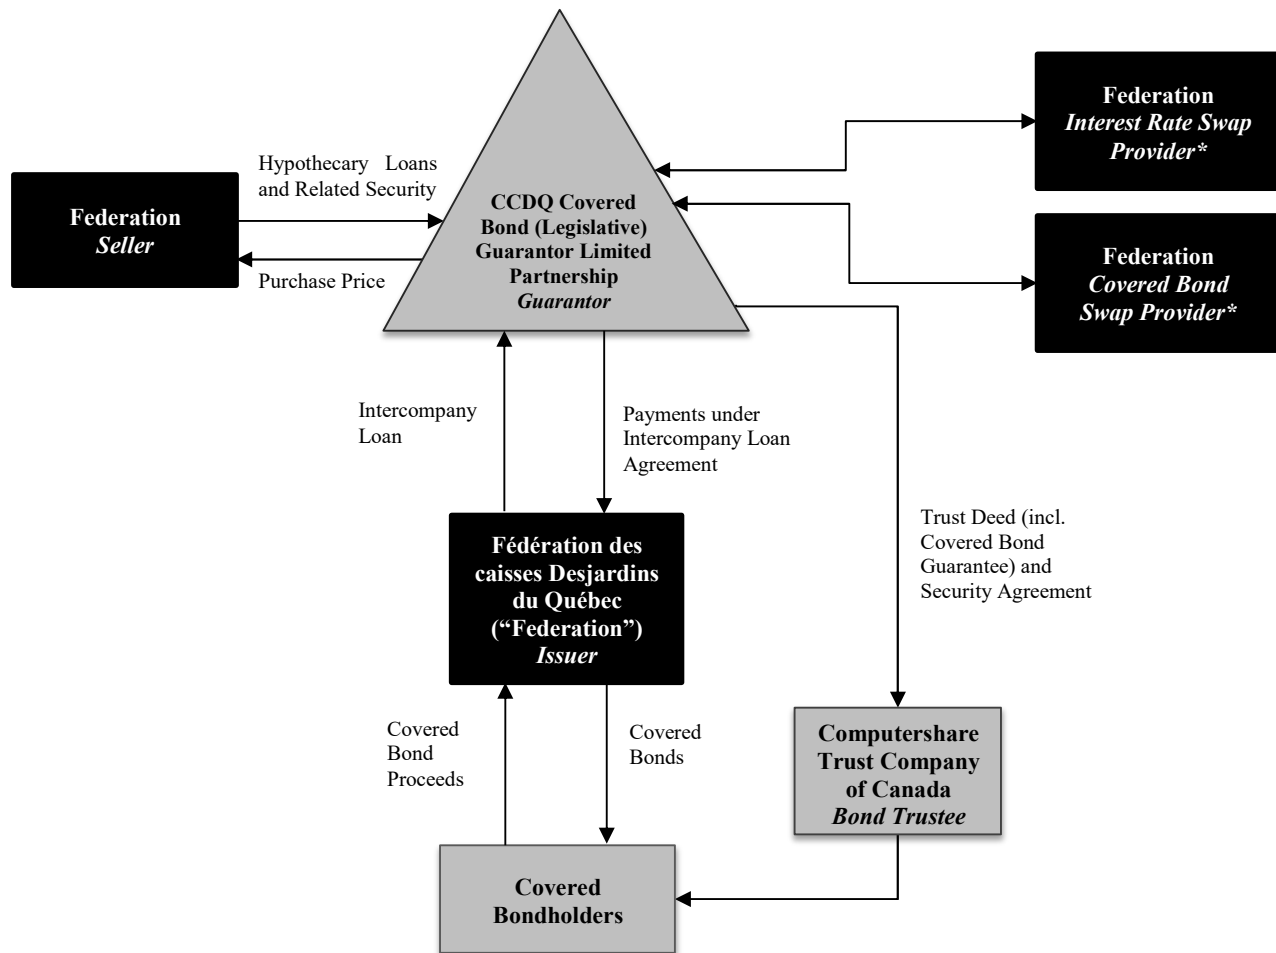 Federation
Interest Rate Swap
Provider*
Hypothecary Loans
and Related Security
Federation
Seller
CCDQ Covered
Bond (Legislative)
Guarantor Limited
Partnership
Guarantor
Purchase Price
Federation
Covered Bond
Swap Provider*
Intercompany
Loan
Payments under
Intercompany Loan
Agreement
Trust Deed (incl.
Covered Bond
Guarantee) and
Security Agreement
Fédération des
caisses Desjardins
du Québec
(“Federation”)
Issuer
Covered
Bond
Proceeds
Covered
Bonds
Computershare
Trust Company
of Canada
Bond Trustee
Covered
Bondholders